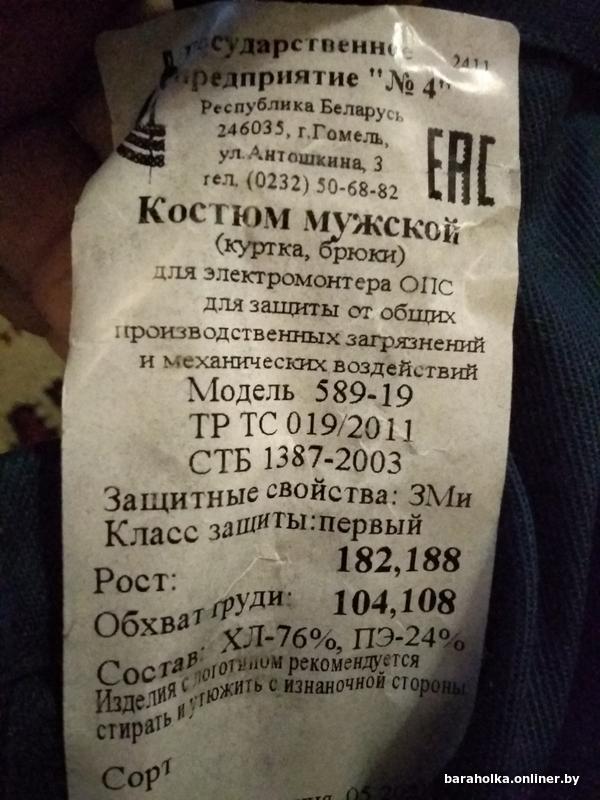 Государственное
предприятие "№ 4"
2411
Республика Беларусь
246035, г.Гомель,
ул.Антошкина, 3
тел. (0232) 50-68-82
EAC
Костюм мужской
(куртка, брюки)
для электромонтера ОПС
для защиты от общих
производственных загрязнений
и механических воздействий
Модель 589-19
ТР ТС 019/2011
СТБ 1387-2003
Защитные свойства: ЗМи
Класс защиты:первый
Рост: 182,188
Обхват груди: 104,108
Состав: ХЛ-76%, ПЭ-24%
Изделия с логотипом рекомендуется
стирать и утюжить с изнаночной стороны
Сорт
baraholka.onliner.by